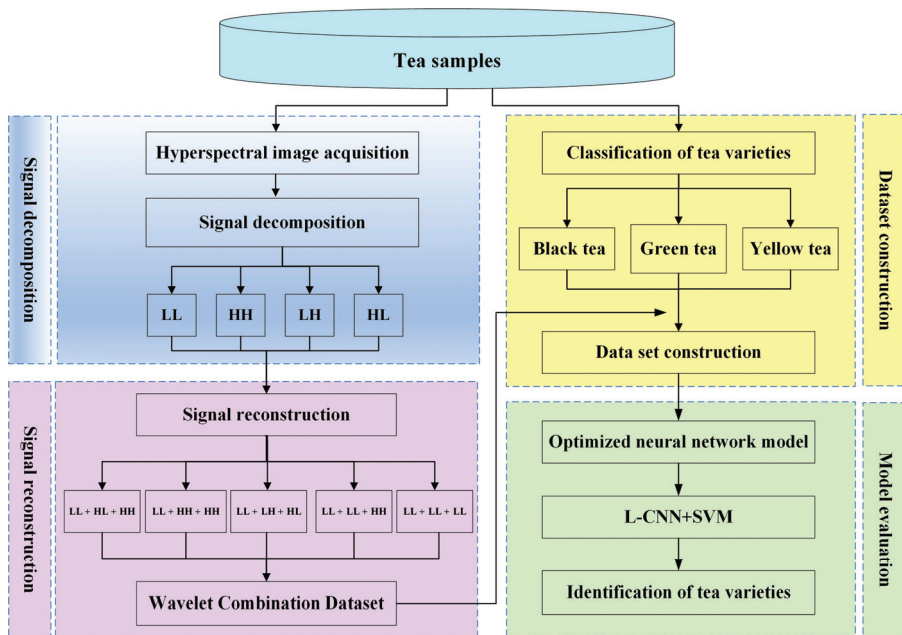 Tea samples
Signal decomposition
Hyperspectral image acquisition
Signal decomposition
LL
HH
LH
HL
Signal reconstruction
Signal reconstruction
LL + HL + HH
LL + HH + HH
LL + LH + HL
LL + LL + HH
LL + LL + LL
Wavelet Combination Dataset
Classification of tea varieties
Black tea
Green tea
Yellow tea
Data set construction
Dataset construction
Optimized neural network model
L-CNN+SVM
Identification of tea varieties
Model evaluation